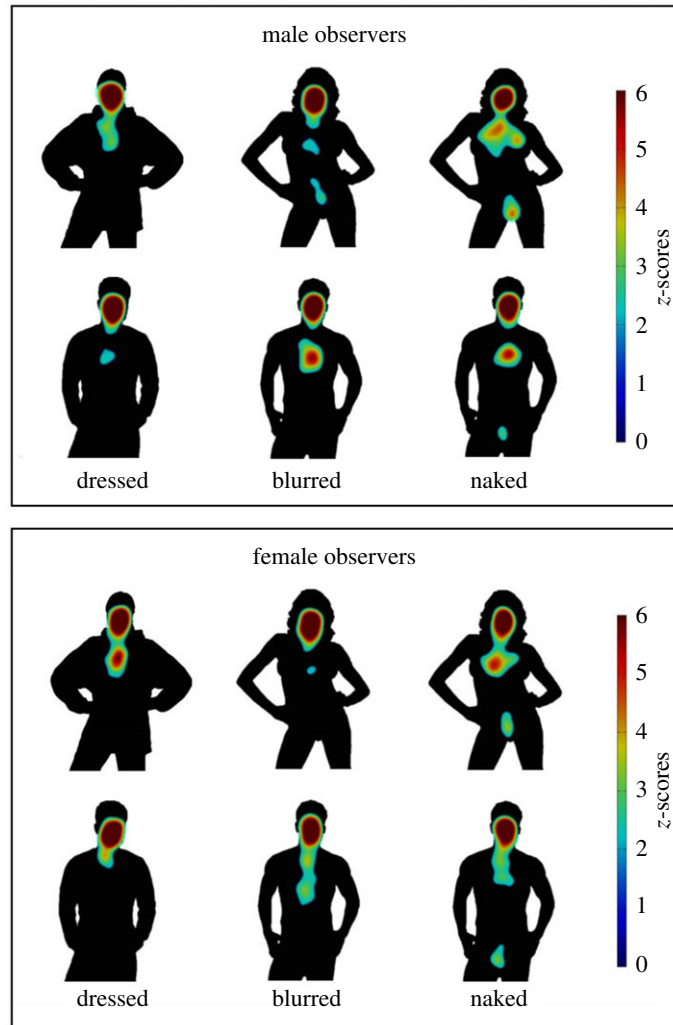 male observers
6
5
4
3
2
1
0
z-scores
dressed
blurred
naked
female observers
6
5
4
3
2
1
0
z-scores
dressed
blurred
naked